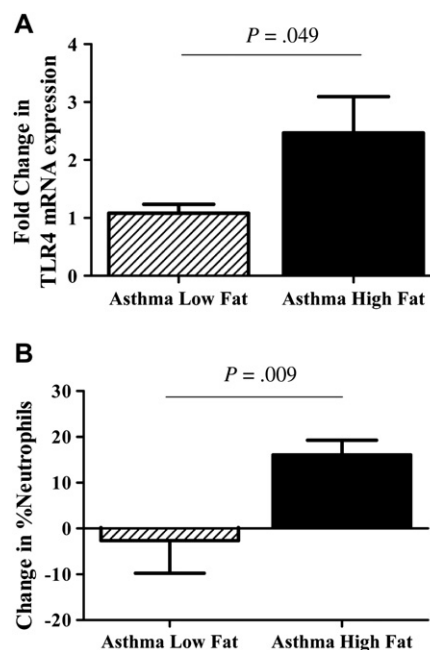 A
P = .049
Fold Change in
TLR4 mRNA expression
4
3
2
1
0
Asthma Low Fat Asthma High Fat
B
P = .009
Change in %Neutrophils
30
20
10
0
-10
-20
Asthma Low Fat Asthma High Fat